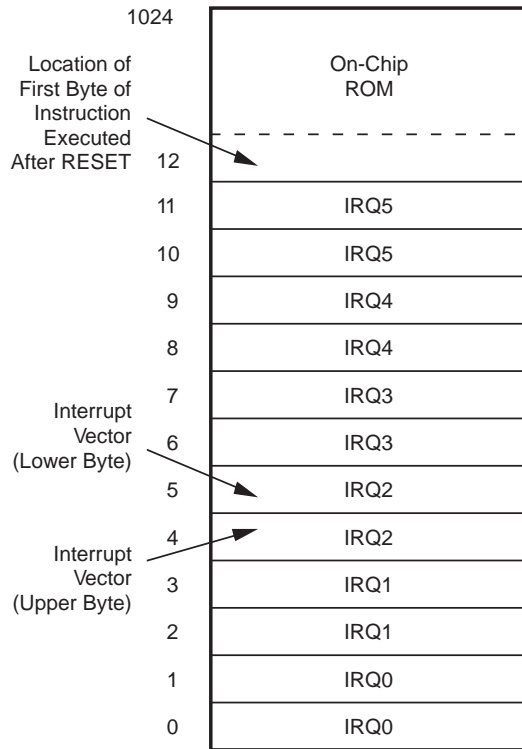 1024
Location of
First Byte of
Instruction
Executed
After RESET
On-Chip
ROM
12
11 IRQ5
10 IRQ5
9 IRQ4
8 IRQ4
7 IRQ3
Interrupt
Vector
(Lower Byte)
6 IRQ3
5 IRQ2
4 IRQ2
Interrupt
Vector
(Upper Byte)
3 IRQ1
2 IRQ1
1 IRQ0
0 IRQ0